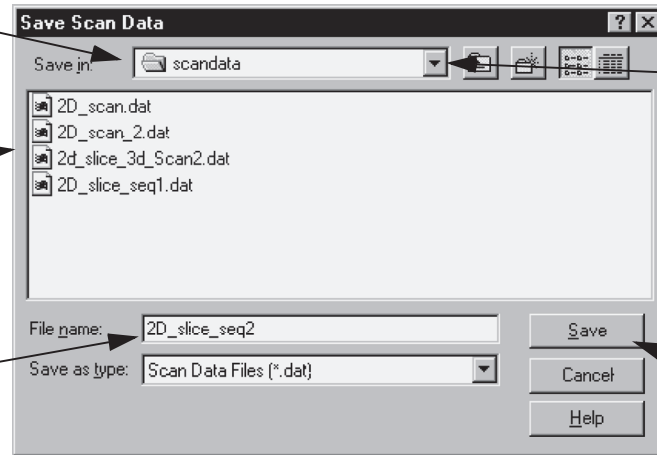 Save Scan Data
Save in: scandata
2D_scan.dat
2D_scan_2.dat
2d_slice_3d_Scan2.dat
2D_slice_seq1.dat
File name: 2D_slice_seq2 Save
Save as type: Scan Data Files (*.dat) Cancel
Help